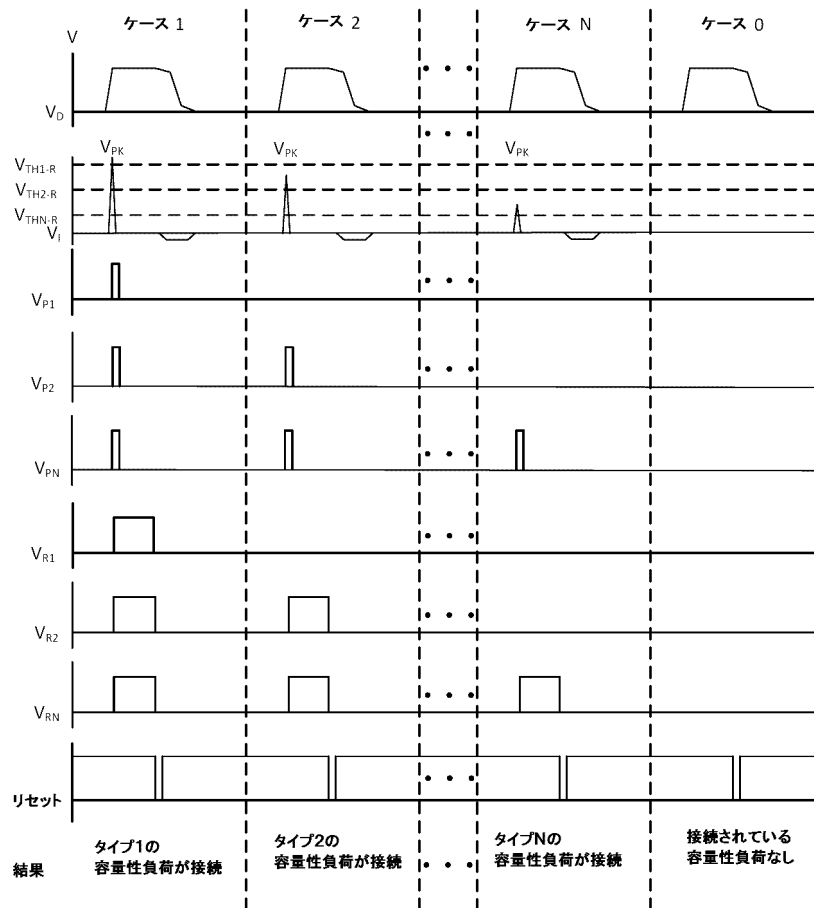 ケース 1
ケース 2
ケース N
ケース 0
V
V_D
V_PK
V_PK
V_PK
V_TH1-R
V_TH2-R
V_THN-R
V_I
V_P1
V_P2
V_PN
V_R1
V_R2
V_RN
リセット
結果
タイプ1の
容量性負荷が接続
タイプ2の
容量性負荷が接続
タイプNの
容量性負荷が接続
接続されている
容量性負荷なし